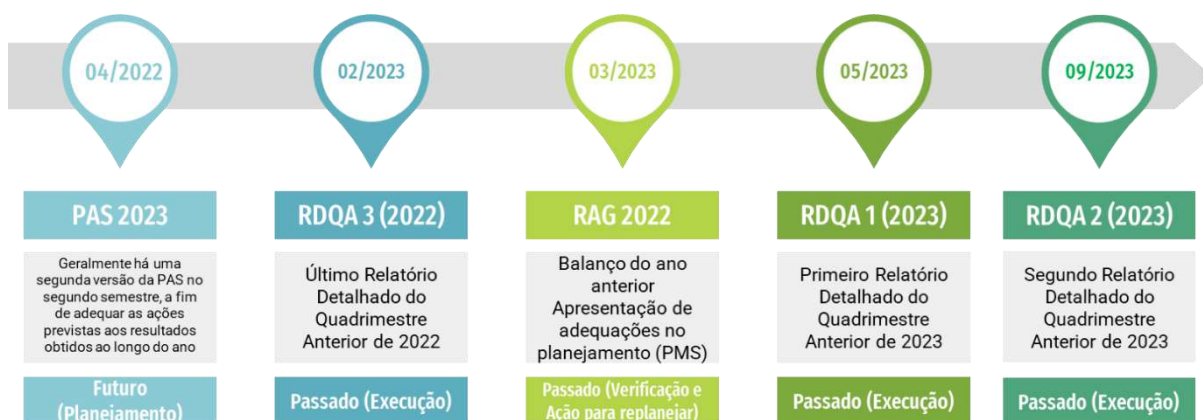 04/2022
02/2023
03/2023
05/2023
09/2023
PAS 2023
Geralmente há uma
segunda versão da PAS no
segundo semestre, a fim
de adequar as ações
previstas aos resultados
obtidos ao longo do ano
Futuro
(Planejamento)
RDQA 3 (2022)
Último Relatório
Detalhado do
Quadrimestre
Anterior de 2022
Passado (Execução)
RAG 2022
Balanço do ano
anterior
Apresentação de
adequações no
planejamento (PMS)
Passado (Verificação e
Ação para replanejar)
RDQA 1 (2023)
Primeiro Relatório
Detalhado do
Quadrimestre
Anterior de 2023
Passado (Execução)
RDQA 2 (2023)
Segundo Relatório
Detalhado do
Quadrimestre
Anterior de 2023
Passado (Execução)